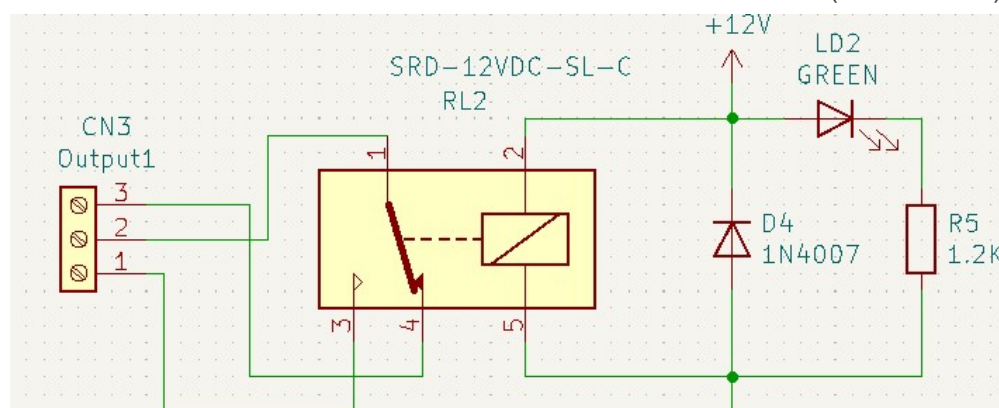 +12V
LD2
GREEN
SRD-12VDC-SL-C
RL2
CN3
Output1
3
2
1
1
2
3
4
5
D4
1N4007
R5
1.2K